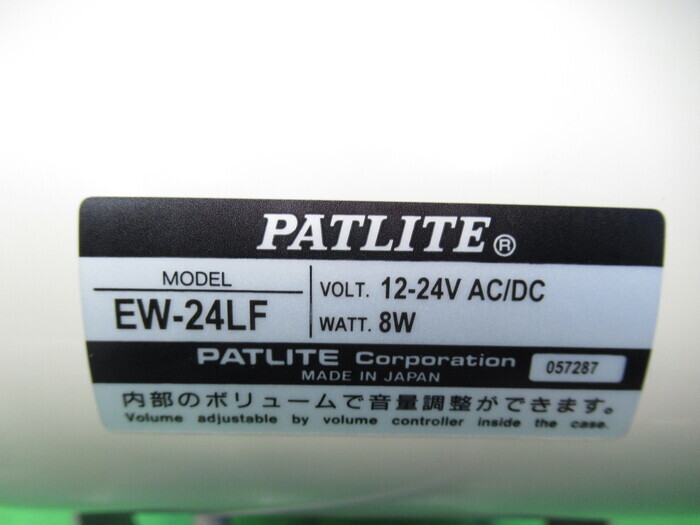 PATLITE®
MODEL
EW-24LF
VOLT. 12-24V AC/DC
WATT. 8W
PATLITE Corporation
MADE IN JAPAN
057287
内部のボリュームで音量調整ができます。
Volume adjustable by volume controller inside the case.